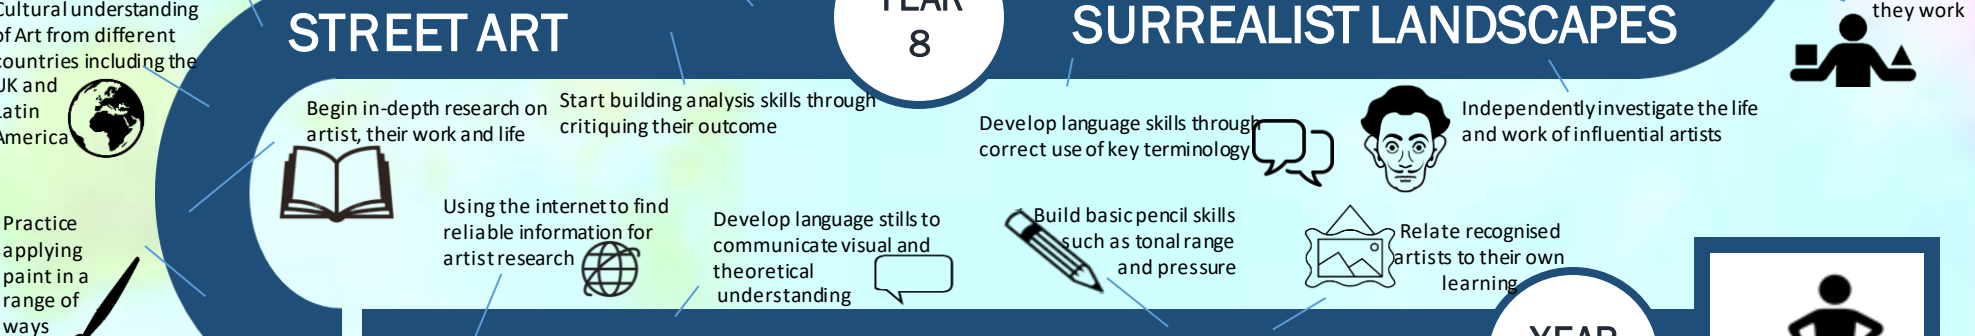 Cultural understanding
of Art from different
countries including the
UK and
Latin
America
STREET ART
YEAR
8
SURREALIST LANDSCAPES
they work
Begin in-depth research on
artist, their work and life
Start building analysis skills through
critiquing their outcome
Develop language skills through
correct use of key terminology
Independently investigate the life
and work of influential artists
Practice
applying
paint in a
range of
ways
Using the internet to find
reliable information for
artist research
Develop language stills to
communicate visual and
theoretical
understanding
Build basic pencil skills
such as tonal range
and pressure
Relate recognised
artists to their own
learning
YEAR